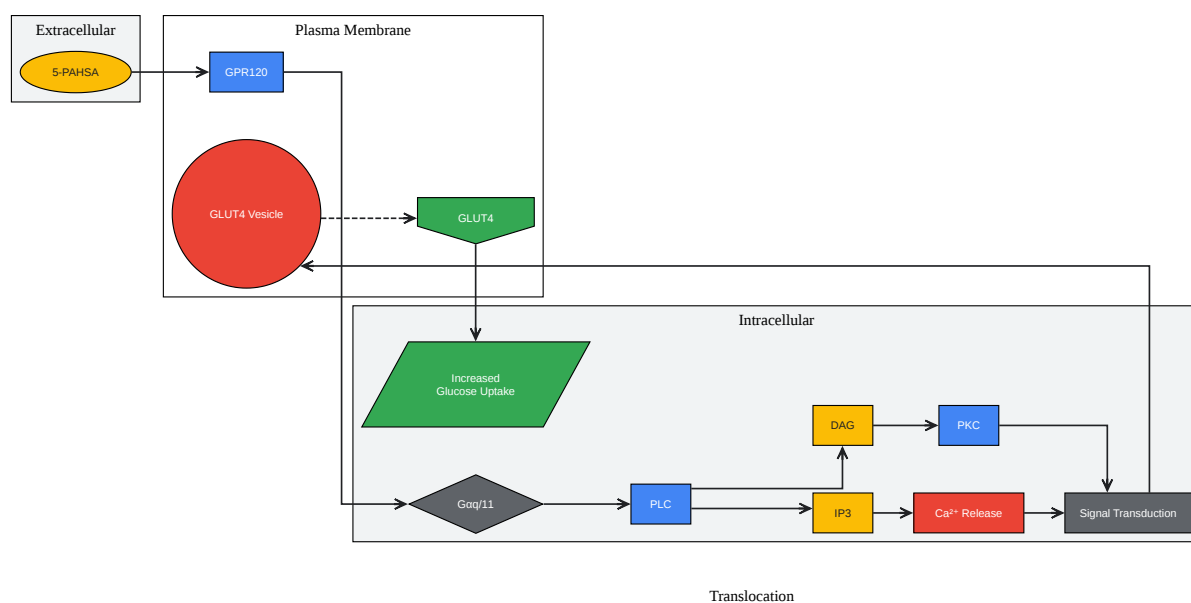 Extracellular
Plasma Membrane
5-PAHSA
GPR120
GLUT4 Vesicle
GLUT4
Intracellular
Increased
Glucose Uptake
DAG
PKC
Gαq/11
PLC
IP3
Ca²⁺ Release
Signal Transduction
Translocation